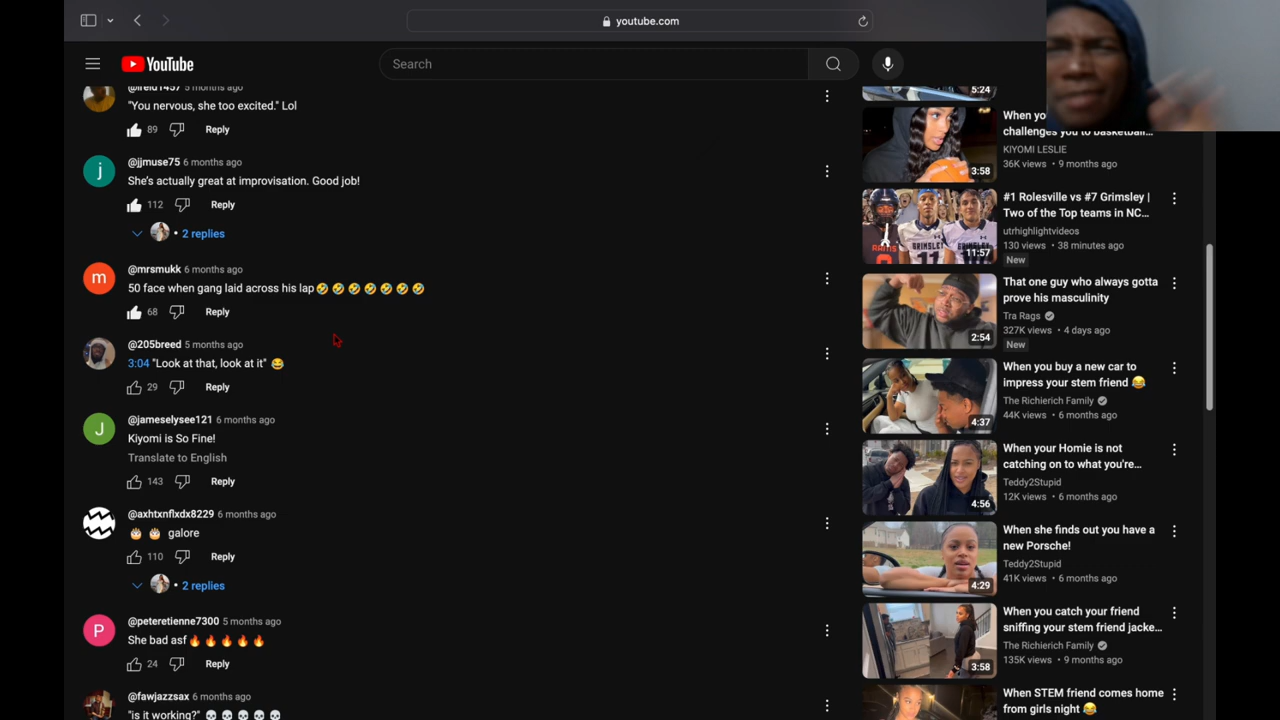 youtube.com
YouTube
Search
5 months ago
"You nervous, she too excited." Lol
89
Reply
@jjmuse75 6 months ago
She's actually great at improvisation. Good job!
112
Reply
• 2 replies
@mrsmukk 6 months ago
50 face when gang laid across his lap🤣 🤣 🤣 🤣 🤣 🤣 🤣
68
Reply
@205breed 5 months ago
3:04 "Look at that, look at it" 😂
29
Reply
@jameselysee121 6 months ago
Kiyomi is So Fine!
Translate to English
143
Reply
@axhtxnflxdx8229 6 months ago
🎂 🎂 galore
110
Reply
• 2 replies
@peteretienne7300 5 months ago
She bad asf🔥 🔥 🔥 🔥 🔥
24
Reply
@fawjazzsax 6 months ago
"is it working?" 💀 💀 💀 💀 💀
5:24
When you
challenges you to basketball...
KIYOMI LESLIE
36K views • 9 months ago
3:58
#1 Rolesville vs #7 Grimsley |
Two of the Top teams in NC...
utrhighlightvideos
130 views • 38 minutes ago
New
RAMS
GRIMSLEY
11
GRIMSLEY
11:57
That one guy who always gotta
prove his masculinity
Tra Rags
327K views • 4 days ago
New
2:54
When you buy a new car to
impress your stem friend 😂
The Richierich Family
44K views • 6 months ago
4:37
When your Homie is not
catching on to what you're...
Teddy2Stupid
12K views • 6 months ago
4:56
When she finds out you have a
new Porsche!
Teddy2Stupid
41K views • 6 months ago
4:29
When you catch your friend
sniffing your stem friend jacke...
The Richierich Family
135K views • 9 months ago
3:58
When STEM friend comes home
from girls night 😂